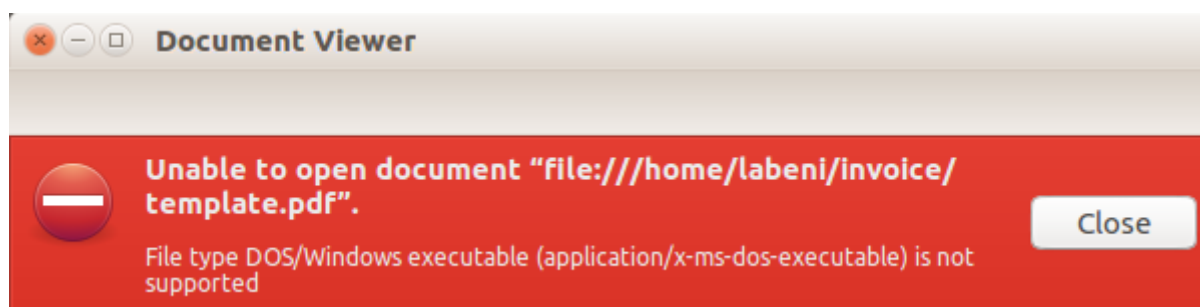 Document Viewer
Unable to open document “file:///home/labeni/invoice/
template.pdf”.
Close
File type DOS/Windows executable (application/x-ms-dos-executable) is not
supported